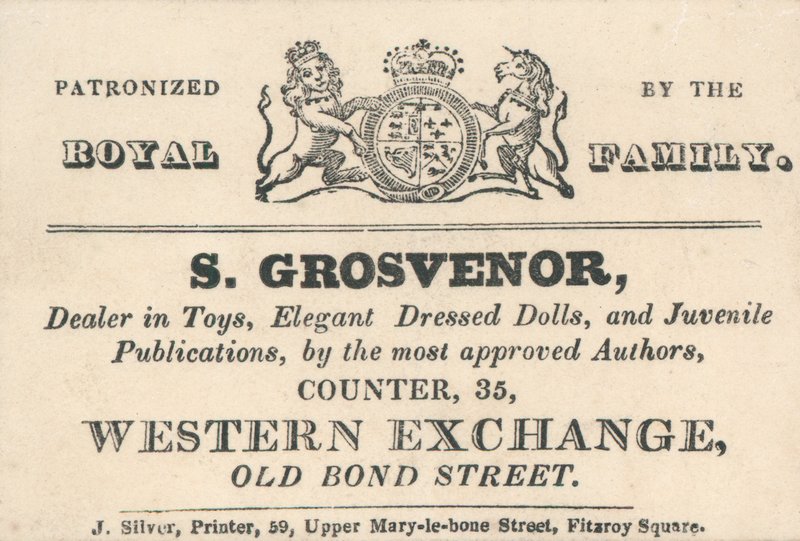 PATRONIZED BY THE
ROYAL FAMILY.
S. GROSVENOR,
Dealer in Toys, Elegant Dressed Dolls, and Juvenile
Publications, by the most approved Authors,
COUNTER, 35,
WESTERN EXCHANGE,
OLD BOND STREET.
J. Silver, Printer, 59, Upper Mary-le-bone Street, Fitzroy Square.